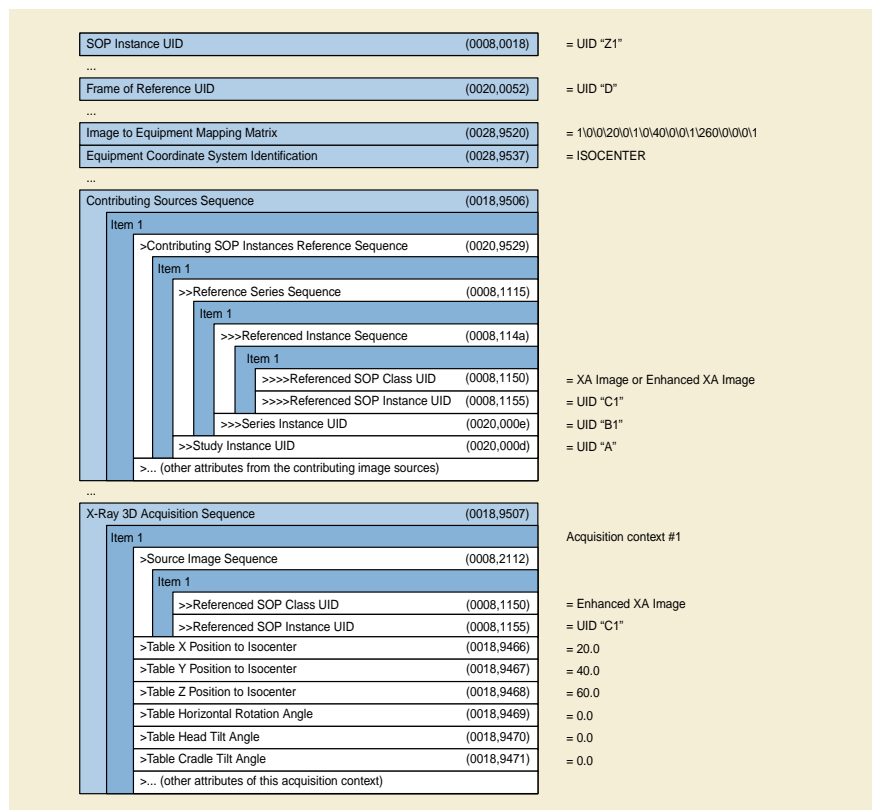 SOP Instance UID (0008,0018) = UID “Z1”
...
Frame of Reference UID (0020,0052) = UID “D”
...
Image to Equipment Mapping Matrix (0028,9520) = 1\0\0\20\0\1\0\40\0\0\1\260\0\0\0\1
Equipment Coordinate System Identification (0028,9537) = ISOCENTER
...
Contributing Sources Sequence (0018,9506)
Item 1
>Contributing SOP Instances Reference Sequence (0020,9529)
Item 1
>>Reference Series Sequence (0008,1115)
Item 1
>>>Referenced Instance Sequence (0008,114a)
Item 1
>>>>Referenced SOP Class UID (0008,1150) = XA Image or Enhanced XA Image
>>>>Referenced SOP Instance UID (0008,1155) = UID “C1”
>>>Series Instance UID (0020,000e) = UID “B1”
>>Study Instance UID (0020,000d) = UID “A”
>... (other attributes from the contributing image sources)
...
X-Ray 3D Acquisition Sequence (0018,9507)
Item 1 Acquisition context #1
>Source Image Sequence (0008,2112)
Item 1
>>Referenced SOP Class UID (0008,1150) = Enhanced XA Image
>>Referenced SOP Instance UID (0008,1155) = UID “C1”
>Table X Position to Isocenter (0018,9466) = 20.0
>Table Y Position to Isocenter (0018,9467) = 40.0
>Table Z Position to Isocenter (0018,9468) = 60.0
>Table Horizontal Rotation Angle (0018,9469) = 0.0
>Table Head Tilt Angle (0018,9470) = 0.0
>Table Cradle Tilt Angle (0018,9471) = 0.0
>... (other attributes of this acquisition context)